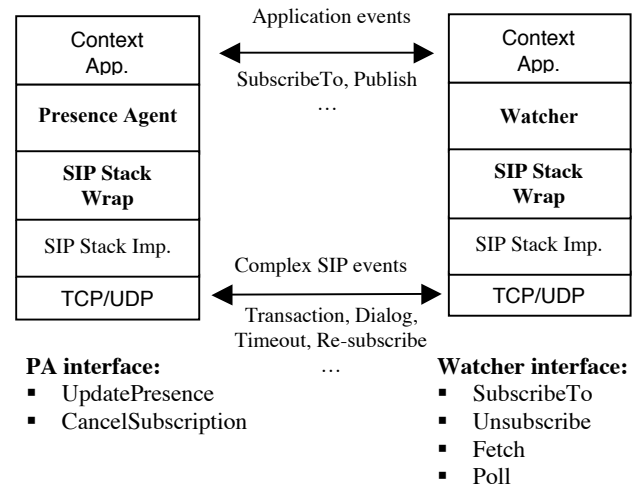 Context
App.
Presence Agent
SIP Stack
Wrap
SIP Stack Imp.
TCP/UDP
Application events
SubscribeTo, Publish
…
Complex SIP events
Transaction, Dialog,
Timeout, Re-subscribe
…
Context
App.
Watcher
SIP Stack
Wrap
SIP Stack Imp.
TCP/UDP
PA interface:
▪ UpdatePresence
▪ CancelSubscription
Watcher interface:
▪ SubscribeTo
▪ Unsubscribe
▪ Fetch
▪ Poll